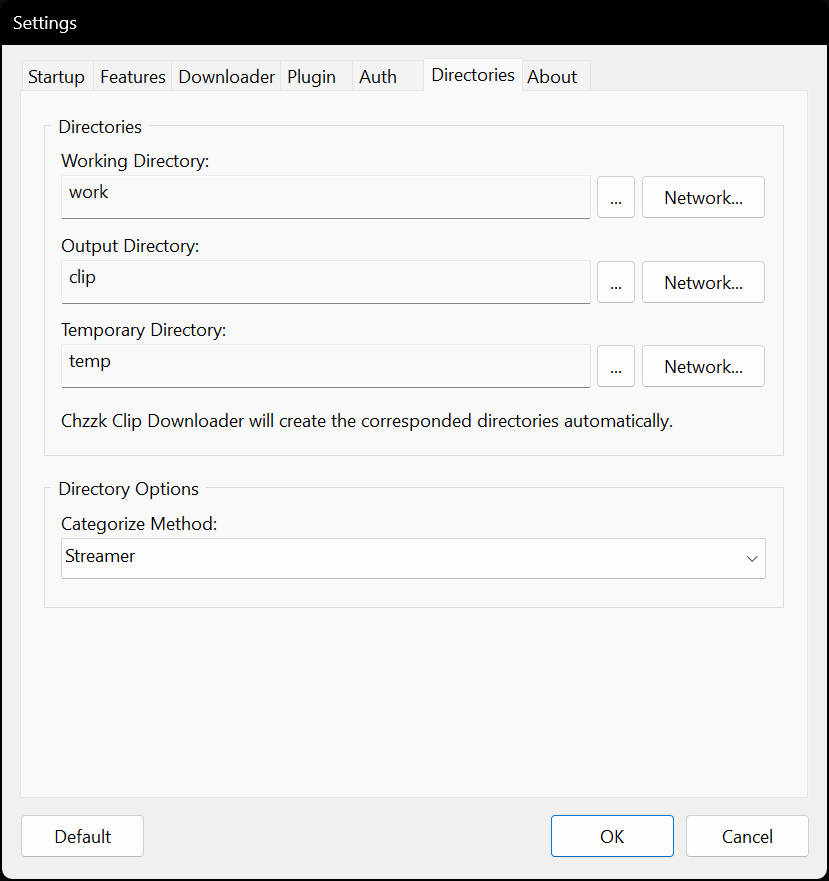 Settings
Startup Features Downloader Plugin Auth Directories About
Directories
Working Directory:
work ... Network...
Output Directory:
clip ... Network...
Temporary Directory:
temp ... Network...
Chzzk Clip Downloader will create the corresponded directories automatically.
Directory Options
Categorize Method:
Streamer
Default OK Cancel